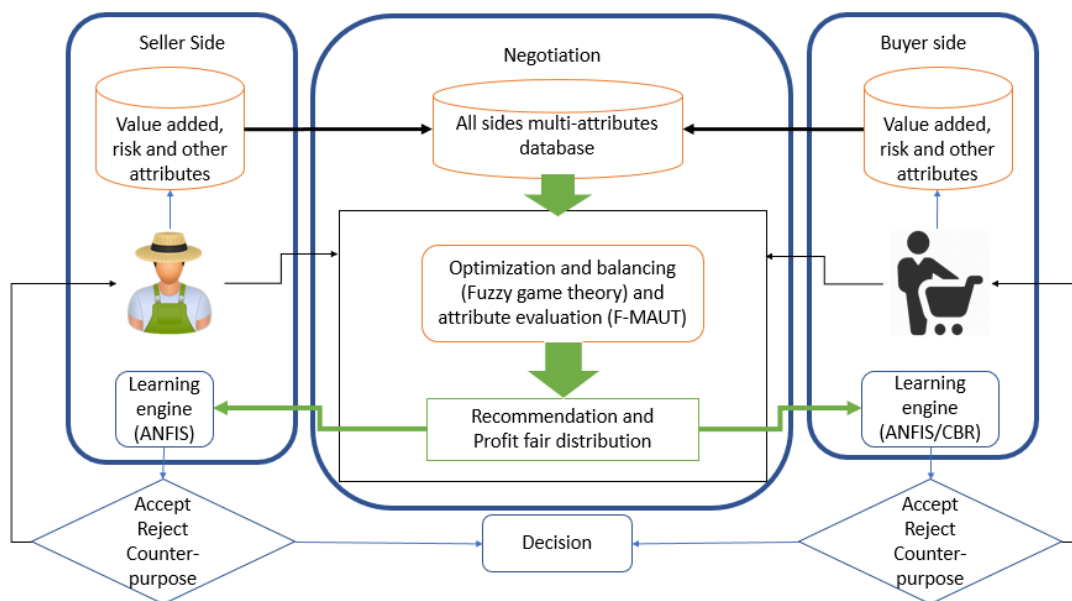 Seller Side
Value added,
risk and other
attributes
Learning
engine
(ANFIS)
Accept
Reject
Counter-
purpose
Negotiation
All sides multi-attributes
database
Optimization and balancing
(Fuzzy game theory) and
attribute evaluation (F-MAUT)
Recommendation and
Profit fair distribution
Decision
Buyer side
Value added,
risk and other
attributes
Learning
engine
(ANFIS/CBR)
Accept
Reject
Counter-
purpose